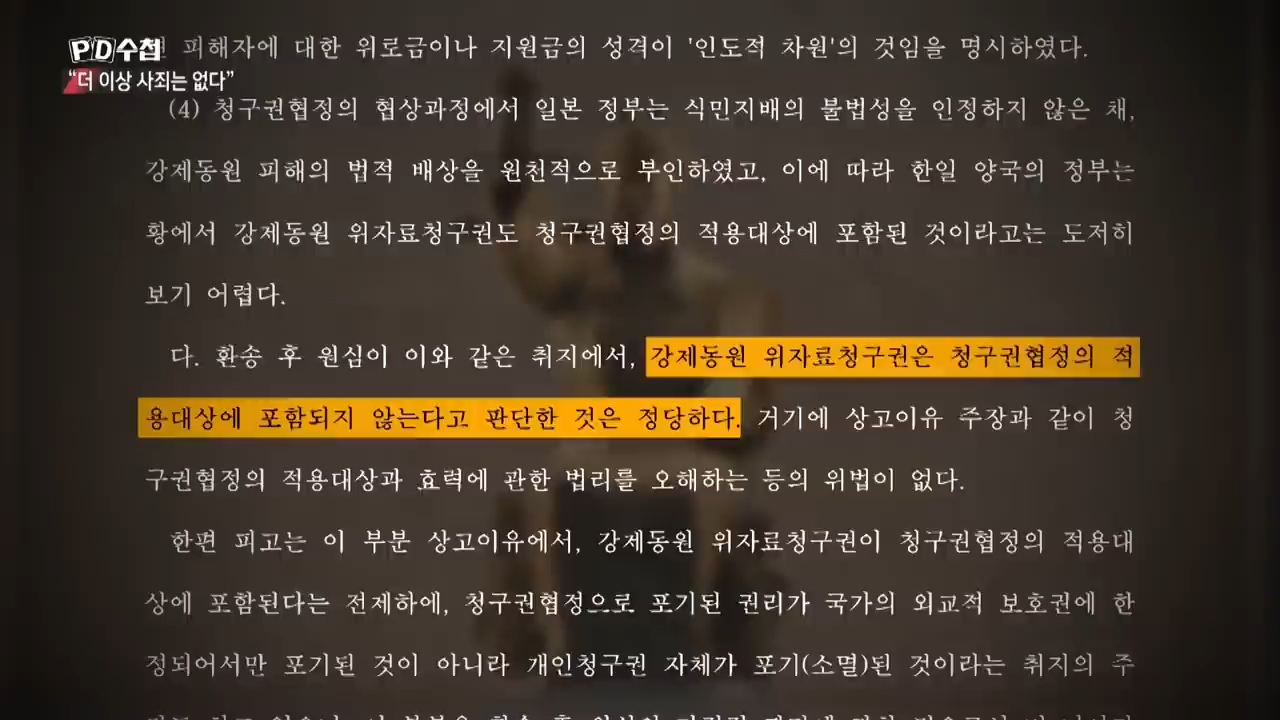 PD수첩
"더 이상 사죄는 없다"
피해자에 대한 위로금이나 지원금의 성격이 '인도적 차원'의 것임을 명시하였다.
(4) 청구권협정의 협상과정에서 일본 정부는 식민지배의 불법성을 인정하지 않은 채,
강제동원 피해의 법적 배상을 원천적으로 부인하였고, 이에 따라 한일 양국의 정부는
황에서 강제동원 위자료청구권도 청구권협정의 적용대상에 포함된 것이라고는 도저히
보기 어렵다.
다. 환송 후 원심이 이와 같은 취지에서, 강제동원 위자료청구권은 청구권협정의 적
용대상에 포함되지 않는다고 판단한 것은 정당하다. 거기에 상고이유 주장과 같이 청
구권협정의 적용대상과 효력에 관한 법리를 오해하는 등의 위법이 없다.
한편 피고는 이 부분 상고이유에서, 강제동원 위자료청구권이 청구권협정의 적용대
상에 포함된다는 전제하에, 청구권협정으로 포기된 권리가 국가의 외교적 보호권에 한
정되어서만 포기된 것이 아니라 개인청구권 자체가 포기(소멸)된 것이라는 취지의 주